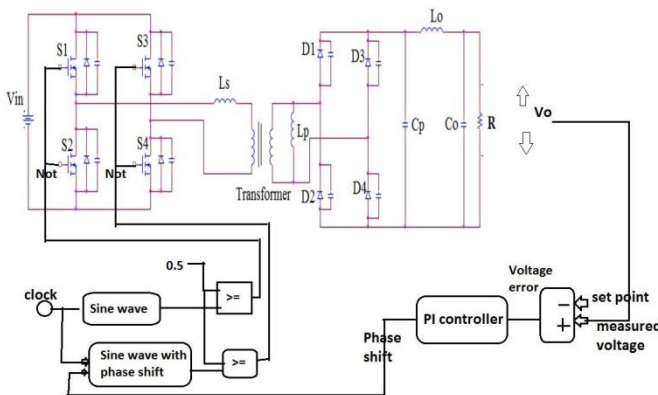 S1
S3
D1
D3
Lo
Vin
Ls
Lp
Cp
Co
R
Vo
S2
S4
Not
Not
Transformer
D2
D4
0.5
clock
Sine wave
>=
Voltage
error
set point
PI controller
−
+
measured
voltage
Phase
shift
Sine wave with
phase shift
>=